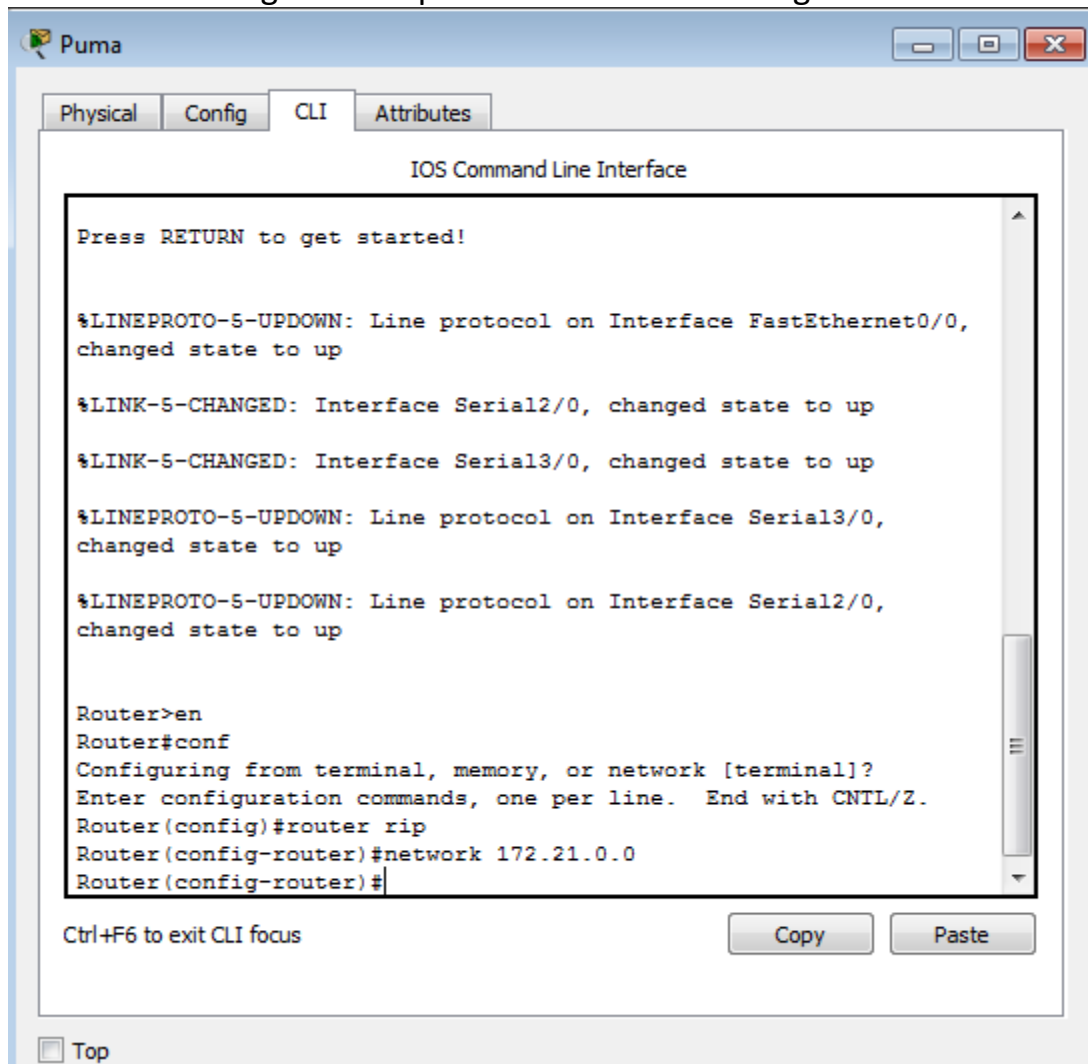 Puma
Physical
Config
CLI
Attributes
IOS Command Line Interface
Press RETURN to get started!
%LINEPROTO-5-UPDOWN: Line protocol on Interface FastEthernet0/0,
changed state to up
%LINK-5-CHANGED: Interface Serial2/0, changed state to up
%LINK-5-CHANGED: Interface Serial3/0, changed state to up
%LINEPROTO-5-UPDOWN: Line protocol on Interface Serial3/0,
changed state to up
%LINEPROTO-5-UPDOWN: Line protocol on Interface Serial2/0,
changed state to up
Router>en
Router#conf
Configuring from terminal, memory, or network [terminal]?
Enter configuration commands, one per line.  End with CNTL/Z.
Router(config)#router rip
Router(config-router)#network 172.21.0.0
Router(config-router)#
Ctrl+F6 to exit CLI focus
Copy
Paste
Top